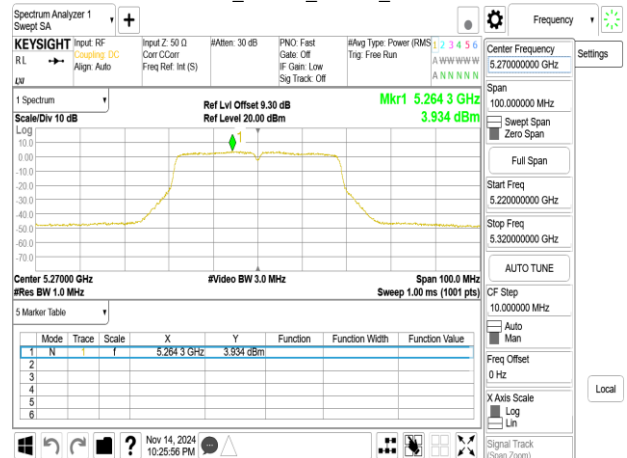 Spectrum Analyzer 1
Swept SA
+
Frequency
KEYSIGHT
RL
Input: RF
Coupling: DC
Align: Auto
Input Z: 50 Ω
Corr CCorr
Freq Ref: Int (S)
#Atten: 30 dB
PNO: Fast
Gate: Off
IF Gain: Low
Sig Track: Off
#Avg Type: Power (RMS
Trig: Free Run
1 2 3 4 5 6
A W W W W W
A N N N N N
Center Frequency
5.270000000 GHz
Settings
Span
100.000000 MHz
Swept Span
Zero Span
Full Span
Start Freq
5.220000000 GHz
Stop Freq
5.320000000 GHz
AUTO TUNE
CF Step
10.000000 MHz
Auto
Man
Freq Offset
0 Hz
X Axis Scale
Log
Lin
Signal Track
(Span Zoom)
Local
1 Spectrum
Scale/Div 10 dB
Ref Lvl Offset 9.30 dB
Ref Level 20.00 dBm
Mkr1 5.264 3 GHz
3.934 dBm
Log
10.0
0.00
-10.0
-20.0
-30.0
-40.0
-50.0
-60.0
-70.0
1
Center 5.27000 GHz
#Res BW 1.0 MHz
#Video BW 3.0 MHz
Span 100.0 MHz
Sweep 1.00 ms (1001 pts)
5 Marker Table
Mode Trace Scale X Y Function Function Width Function Value
1 N 1 f 5.264 3 GHz 3.934 dBm
2
3
4
5
6
?
Nov 14, 2024
10:25:56 PM